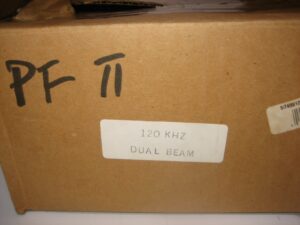 PF II
120 KHZ
DUAL BEAM